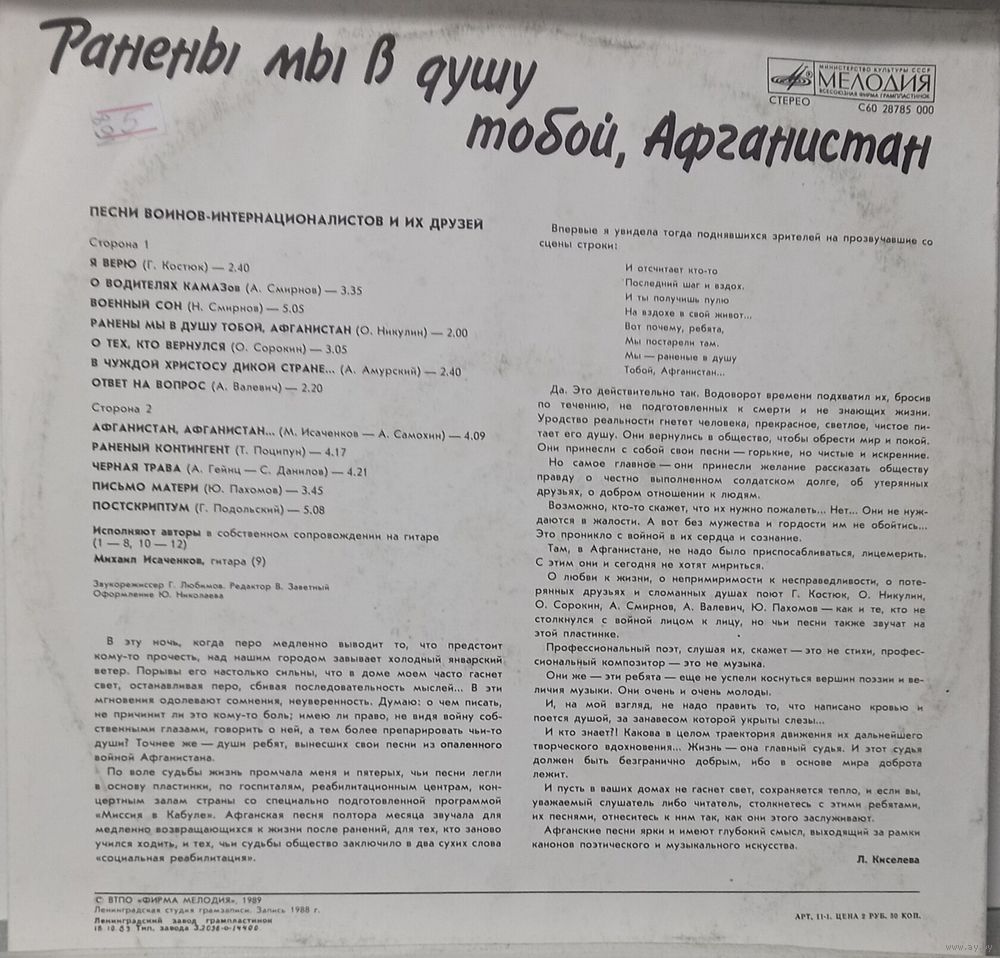 Ранены мы в душу
тобой, Афганистан
85
МИНИСТЕРСТВО КУЛЬТУРЫ СССР
МЕЛОДИЯ
ВСЕСОЮЗНАЯ ФИРМА ГРАМПЛАСТИНОК
СТЕРЕО
С60 28785 000
ПЕСНИ ВОИНОВ-ИНТЕРНАЦИОНАЛИСТОВ И ИХ ДРУЗЕЙ
Сторона 1
Я ВЕРЮ (Г. Костюк) — 2.40
О ВОДИТЕЛЯХ КАМАЗов (А. Смирнов) — 3.35
ВОЕННЫЙ СОН (Н. Смирнов) — 5.05
РАНЕНЫ МЫ В ДУШУ ТОБОЙ, АФГАНИСТАН (О. Никулин) — 2.00
О ТЕХ, КТО ВЕРНУЛСЯ (О. Сорокин) — 3.05
В ЧУЖДОЙ ХРИСТОСУ ДИКОЙ СТРАНЕ... (А. Амурский) — 2.40
ОТВЕТ НА ВОПРОС (А. Валевич) — 2.20
Сторона 2
АФГАНИСТАН, АФГАНИСТАН... (М. Исаченков — А. Самохин) — 4.09
РАНЕНЫЙ КОНТИНГЕНТ (Т. Поципун) — 4.17
ЧЕРНАЯ ТРАВА (А. Гейнц — С. Данилов) — 4.21
ПИСЬМО МАТЕРИ (Ю. Пахомов) — 3.45
ПОСТСКРИПТУМ (Г. Подольский) — 5.08
Исполняют авторы в собственном сопровождении на гитаре
(1 — 8, 10 — 12)
Михаил Исаченков, гитара (9)
Звукорежиссер Г. Любимов. Редактор В. Заветный
Оформление Ю. Николаева
В эту ночь, когда перо медленно выводит то, что предстоит
кому-то прочесть, над нашим городом завывает холодный январский
ветер. Порывы его настолько сильны, что в доме моем часто гаснет
свет, останавливая перо, сбивая последовательность мыслей... В эти
мгновения одолевают сомнения, неуверенность. Думаю: о чем писать,
не причинит ли это кому-то боль; имею ли право, не видя войну соб-
ственными глазами, говорить о ней, а тем более препарировать чьи-то
души? Точнее же — души ребят, вынесших свои песни из опаленного
войной Афганистана.
По воле судьбы жизнь промчала меня и пятерых, чьи песни легли
в основу пластинки, по госпиталям, реабилитационным центрам, кон-
цертным залам страны со специально подготовленной программой
«Миссия в Кабуле». Афганская песня полтора месяца звучала для
медленно возвращающихся к жизни после ранений, для тех, кто заново
учился ходить, и тех, чьи судьбы общество заключило в два сухих слова
«социальная реабилитация».
Впервые я увидела тогда поднявшихся зрителей на прозвучавшие со
сцены строки:
И отсчитает кто-то
Последний шаг и вздох.
И ты получишь пулю
На вздохе в свой живот...
Вот почему, ребята,
Мы постарели там.
Мы — раненые в душу
Тобой, Афганистан...
Да. Это действительно так. Водоворот времени подхватил их, бросив
по течению, не подготовленных к смерти и не знающих жизни.
Уродство реальности гнетет человека, прекрасное, светлое, чистое пи-
тает его душу. Они вернулись в общество, чтобы обрести мир и покой.
Они принесли с собой свои песни — горькие, но чистые и искренние.
Но самое главное — они принесли желание рассказать обществу
правду о честно выполненном солдатском долге, об утерянных
друзьях, о добром отношении к людям.
Возможно, кто-то скажет, что их нужно пожалеть... Нет... Они не нуж-
даются в жалости. А вот без мужества и гордости им не обойтись...
Это проникло с войной в их сердца и сознание.
Там, в Афганистане, не надо было приспосабливаться, лицемерить.
С этим они и сегодня не хотят мириться.
О любви к жизни, о непримиримости к несправедливости, о поте-
рянных друзьях и сломанных душах поют Г. Костюк, О. Никулин,
О. Сорокин, А. Смирнов, А. Валевич, Ю. Пахомов — как и те, кто не
столкнулся с войной лицом к лицу, но чьи песни также звучат на
этой пластинке.
Профессиональный поэт, слушая их, скажет — это не стихи, профес-
сиональный композитор — это не музыка.
Они же — эти ребята — еще не успели коснуться вершин поэзии и ве-
личия музыки. Они очень и очень молоды.
И, на мой взгляд, не надо править то, что написано кровью и
поется душой, за занавесом которой укрыты слезы...
И кто знает?! Какова в целом траектория движения их дальнейшего
творческого вдохновения... Жизнь — она главный судья. И этот судья
должен быть безгранично добрым, ибо в основе мира доброта
лежит.
И пусть в ваших домах не гаснет свет, сохраняется тепло, и если вы,
уважаемый слушатель либо читатель, столкнетесь с этими ребятами,
их песнями, отнеситесь к ним так, как они этого заслуживают.
Афганские песни ярки и имеют глубокий смысл, выходящий за рамки
канонов поэтического и музыкального искусства.
Л. Киселева
© ВТПО «ФИРМА МЕЛОДИЯ», 1989
Ленинградская студия грамзаписи. Запись 1988 г.
Ленинградский завод грампластинок
Тип. завода
АРТ. 11-1. ЦЕНА 2 РУБ. 50 КОП.
www.ay.by